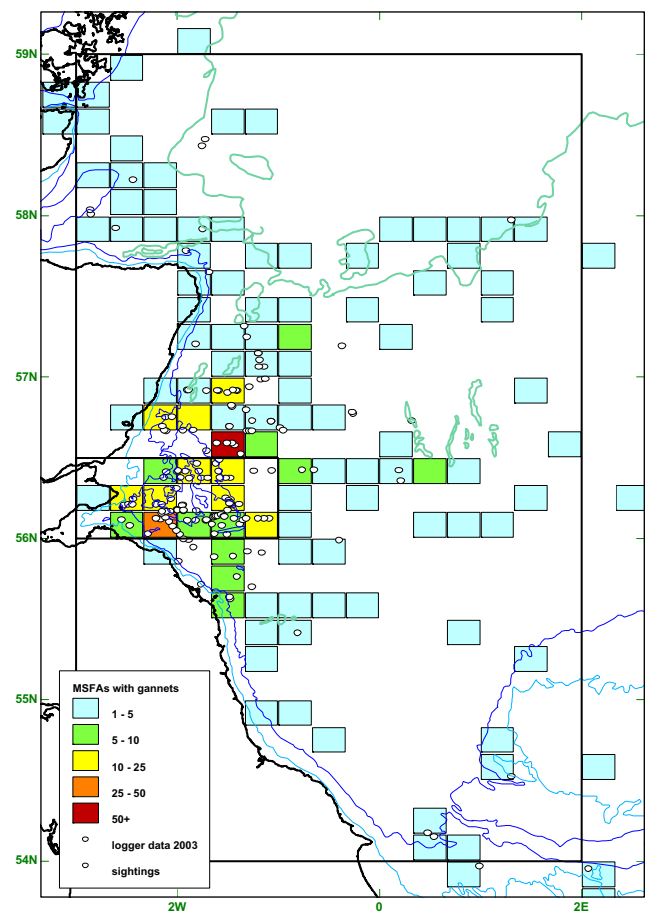 59N
58N
57N
56N
55N
54N
MSFAs with gannets
1 - 5
5 - 10
10 - 25
25 - 50
50+
logger data 2003
sightings
2W 0 2E